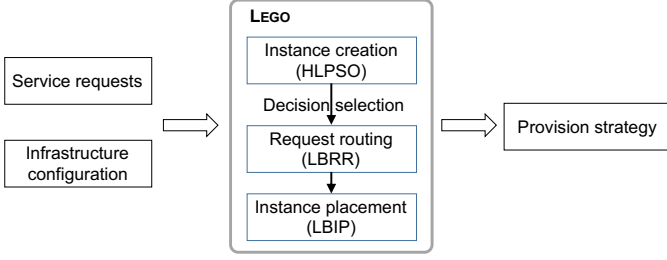 LEGO
Service requests
Infrastructure
configuration
Instance creation
(HLPSO)
Decision selection
Request routing
(LBRR)
Instance placement
(LBIP)
Provision strategy